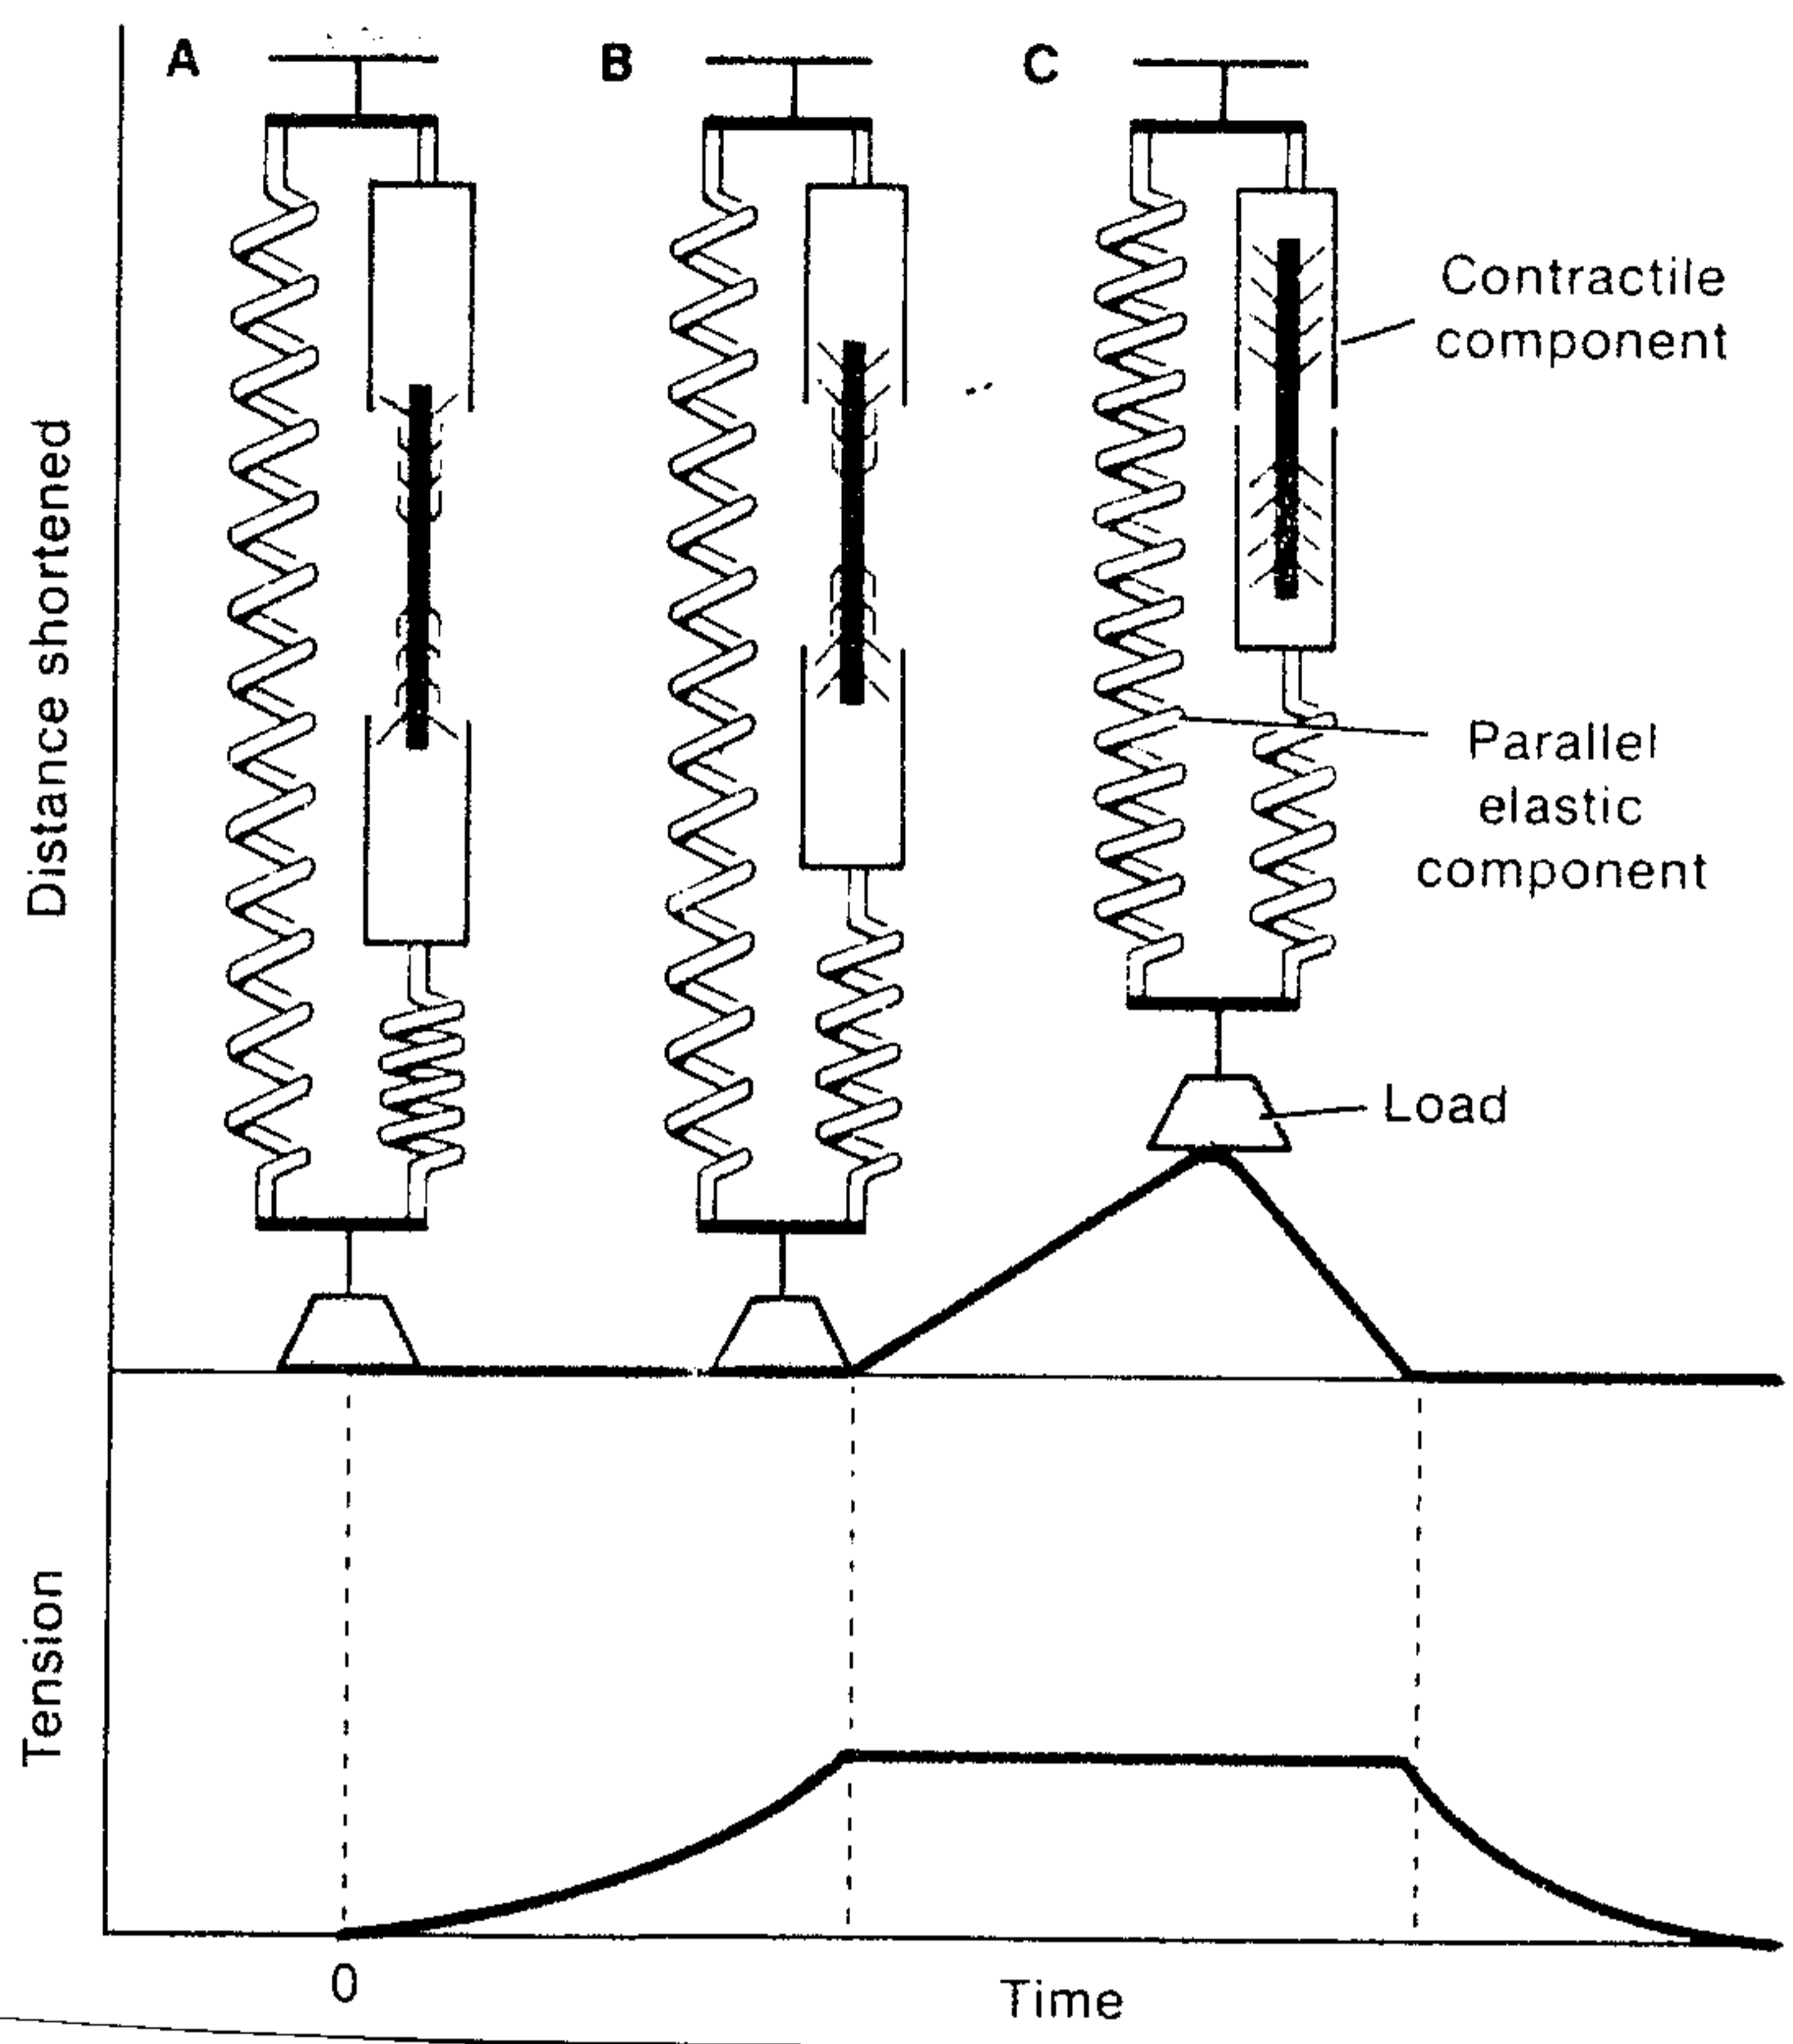 A
B
C
Contractile
component
Parallel
elastic
component
Load
Distance shortened
Tension
0
Time